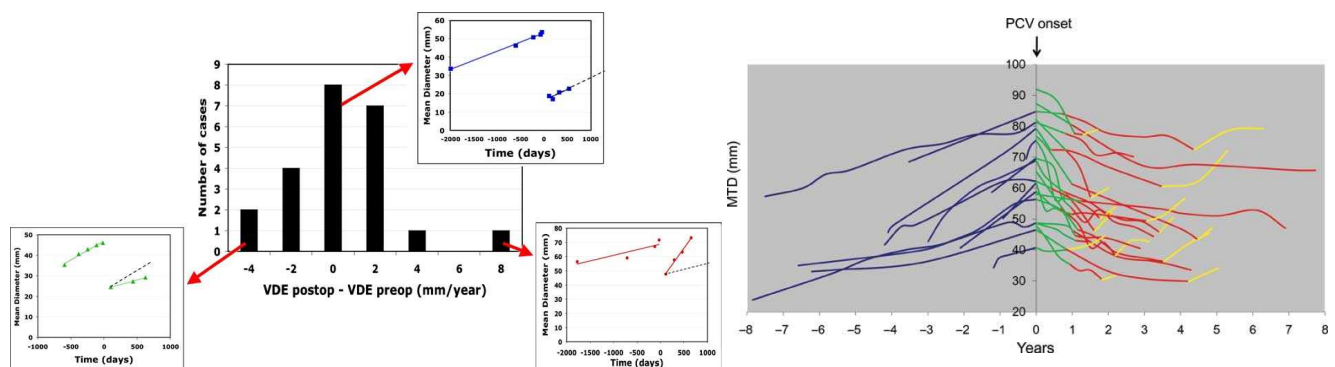 60
50
40
30
20
10
0
Mean Diameter (mm)
-2000 -1500 -1000 -500 0 500 1000
Time (days)
9
8
7
6
5
4
3
2
1
0
Number of cases
-4 -2 0 2 4 6 8
VDE postop - VDE preop (mm/year)
50
40
30
20
10
0
Mean Diameter (mm)
-1000 -500 0 500 1000
Time (days)
80
70
60
50
40
30
20
10
0
Mean Diameter (mm)
-2000 -1500 -1000 -500 0 500 1000
Time (days)
PCV onset
100
90
80
70
60
50
40
30
20
MTD (mm)
−8 −7 −6 −5 −4 −3 −2 −1 0 1 2 3 4 5 6 7 8
Years